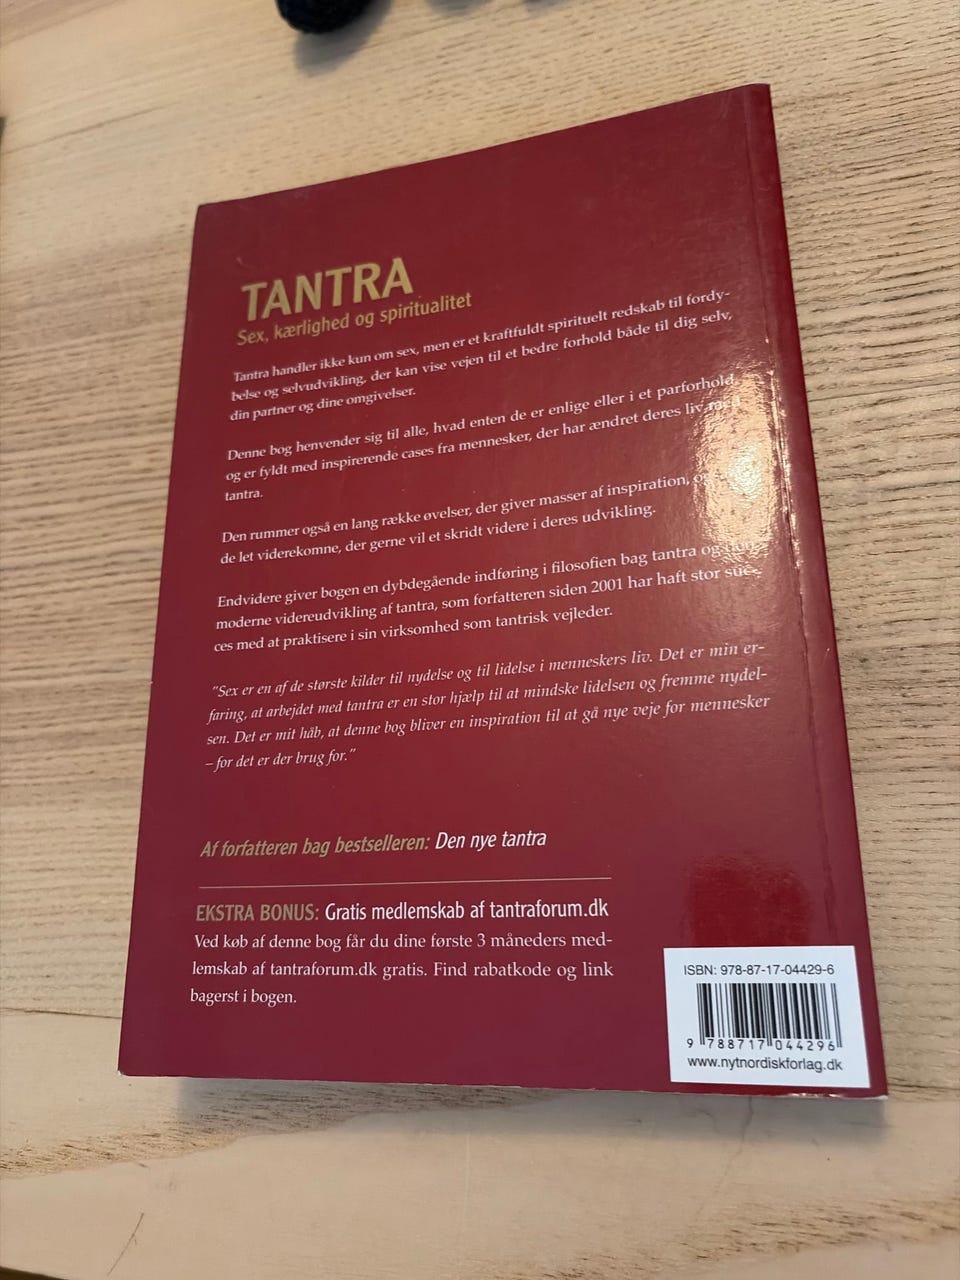 TANTRA
Sex, kærlighed og spiritualitet
Tantra handler ikke kun om sex, men er et kraftfuldt spirituelt redskab til fordy-
belse og selvudvikling, der kan vise vejen til et bedre forhold både til dig selv,
din partner og dine omgivelser.
Denne bog henvender sig til alle, hvad enten de er enlige eller i et parforhold,
og er fyldt med inspirerende cases fra mennesker, der har ændret deres liv med
tantra.
Den rummer også en lang række øvelser, der giver masser af inspiration,
de let viderekomne, der gerne vil et skridt videre i deres udvikling.
Endvidere giver bogen en dybdegående indføring i filosofien bag tantra og
moderne videreudvikling af tantra, som forfatteren siden 2001 har haft stor suc-
ces med at praktisere i sin virksomhed som tantrisk vejleder.
"Sex er en af de største kilder til nydelse og til lidelse i menneskers liv. Det er min er-
faring, at arbejdet med tantra er en stor hjælp til at mindske lidelsen og fremme nydel-
sen. Det er mit håb, at denne bog bliver en inspiration til at gå nye veje for mennesker
– for det er der brug for."
Af forfatteren bag bestselleren: Den nye tantra
EKSTRA BONUS: Gratis medlemskab af tantraforum.dk
Ved køb af denne bog får du dine første 3 måneders med-
lemskab af tantraforum.dk gratis. Find rabatkode og link
bagerst i bogen.
ISBN: 978-87-17-04429-6
9 788717 044296
www.nytnordiskforlag.dk